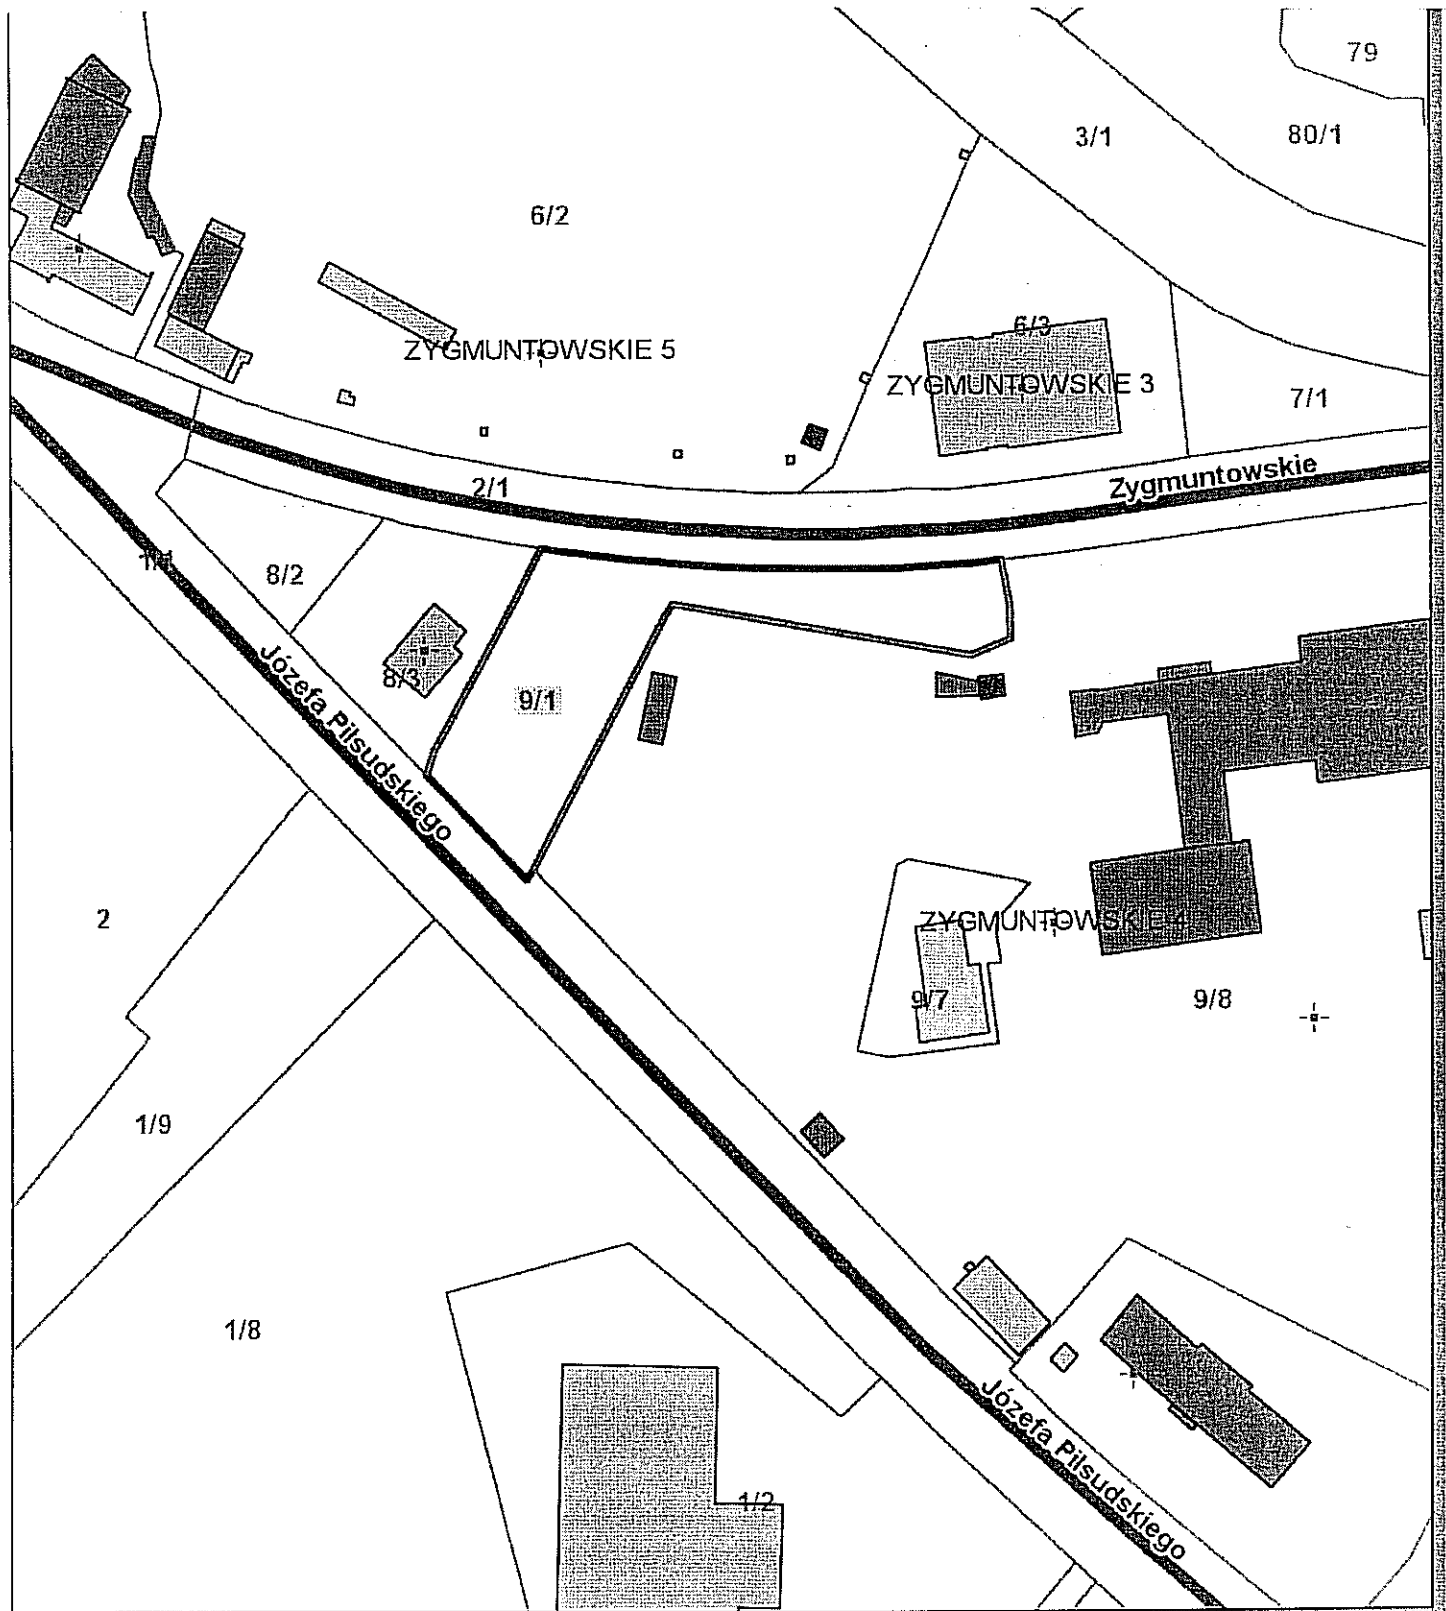 79
3/1
80/1
6/2
6/3
ZYGMUNTOWSKIE 5
ZYGMUNTOWSKIE 3
7/1
Zygmuntowskie
2/1
1/1
8/2
8/3
9/1
Józefa Piłsudskiego
2
ZYGMUNTOWSKIE 4
9/7
9/8
1/9
1/8
Józefa Piłsudskiego
1/2